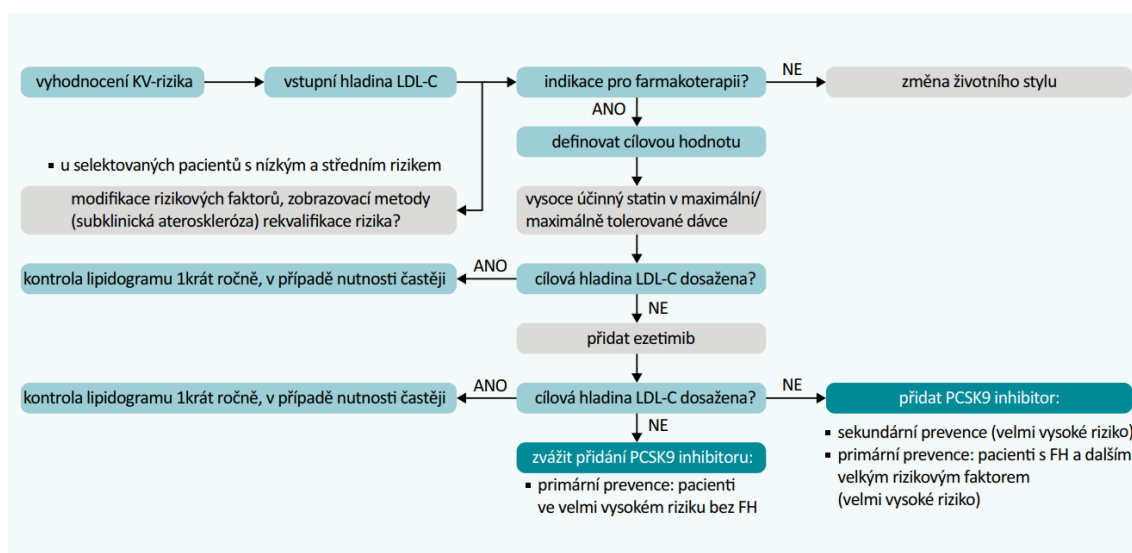 vyhodnocení KV-rizika
vstupní hladina LDL-C
indikace pro farmakoterapii?
NE
změna životního stylu
ANO
definovat cílovou hodnotu
▪ u selektovaných pacientů s nízkým a středním rizikem
modifikace rizikových faktorů, zobrazovací metody
(subklinická ateroskleróza) rekvalifikace rizika?
vysoce účinný statin v maximální/
maximálně tolerované dávce
kontrola lipidogramu 1krát ročně, v případě nutnosti častěji
ANO
cílová hladina LDL-C dosažena?
NE
přidat ezetimib
kontrola lipidogramu 1krát ročně, v případě nutnosti častěji
ANO
cílová hladina LDL-C dosažena?
NE
přidat PCSK9 inhibitor:
▪ sekundární prevence (velmi vysoké riziko)
▪ primární prevence: pacienti s FH a dalším
velkým rizikovým faktorem
(velmi vysoké riziko)
NE
zvážit přidání PCSK9 inhibitoru:
▪ primární prevence: pacienti
ve velmi vysokém riziku bez FH